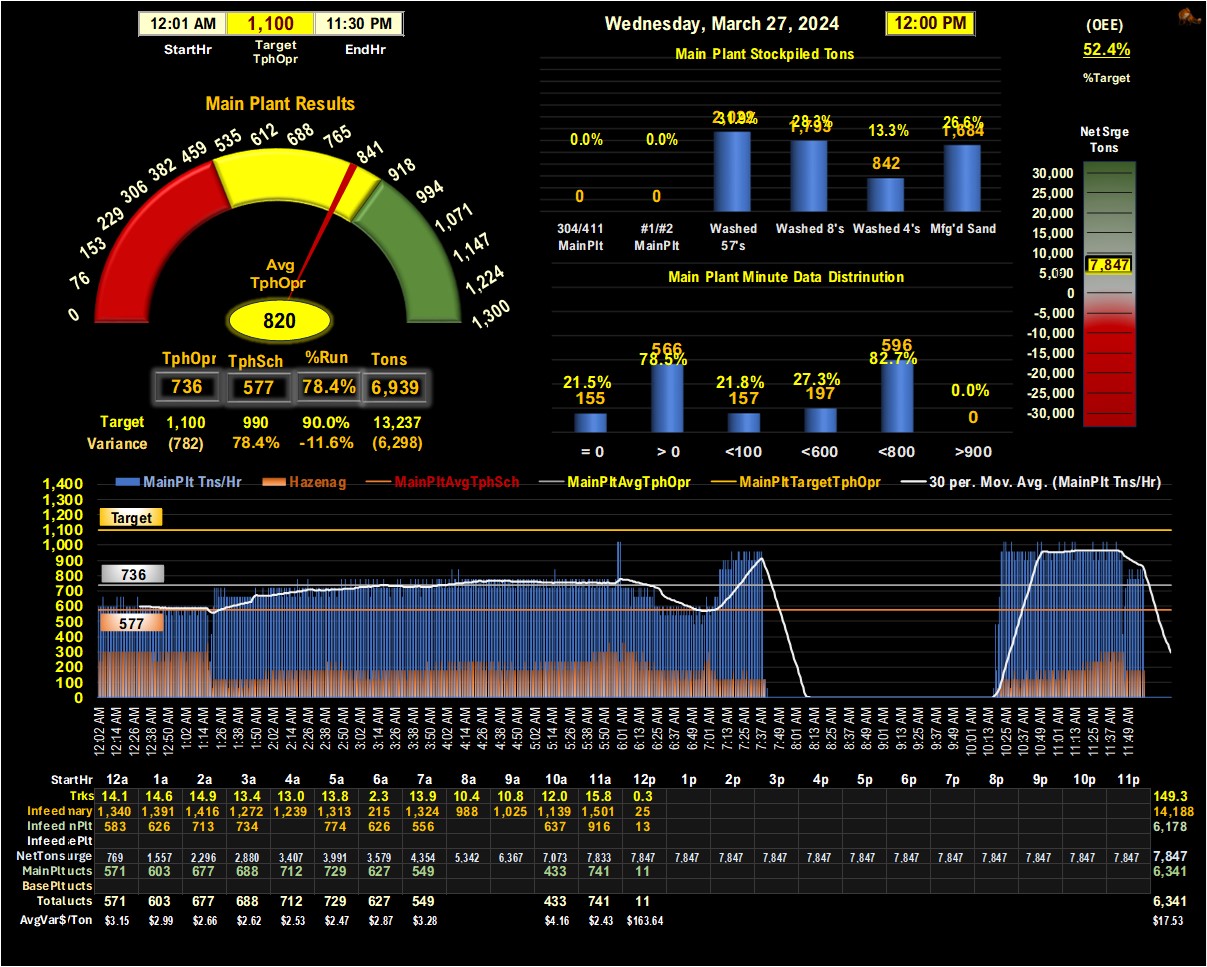 12:01 AM 1,100 11:30 PM
StartHr Target TphOpr EndHr
Wednesday, March 27, 2024 12:00 PM
(OEE)
52.4%
%Target
Main Plant Results
0 76 153 229 306 382 459 535 612 688 765 841 918 994 1,071 1,147 1,224 1,300
Avg
TphOpr
820
TphOpr TphSch %Run Tons
736 577 78.4% 6,939
Target 1,100 990 90.0% 13,237
Variance (782) 78.4% -11.6% (6,298)
Main Plant Stockpiled Tons
0.0% 0.0% 28.3% 13.3% 26.6%
0 0 1,793 842 1,684
304/411 MainPlt
#1/#2 MainPlt
Washed 57's
Washed 8's
Washed 4's
Mfg'd Sand
Main Plant Minute Data Distrinution
21.5% 78.5% 21.8% 27.3% 82.7% 0.0%
155 566 157 197 596 0
= 0 > 0 <100 <600 <800 >900
Net Srge
Tons
30,000
25,000
20,000
15,000
10,000
7,847
5,000
0
-5,000
-10,000
-15,000
-20,000
-25,000
-30,000
MainPlt Tns/Hr Hazenag MainPltAvgTphSch MainPltAvgTphOpr MainPltTargetTphOpr 30 per. Mov. Avg. (MainPlt Tns/Hr)
1,400
1,300
1,200
1,100
1,000
900
800
700
600
500
400
300
200
100
0
Target
736
577
12:02 AM 12:14 AM 12:26 AM 12:38 AM 12:50 AM 1:02 AM 1:14 AM 1:26 AM 1:38 AM 1:50 AM 2:02 AM 2:14 AM 2:26 AM 2:38 AM 2:50 AM 3:02 AM 3:14 AM 3:26 AM 3:38 AM 3:50 AM 4:02 AM 4:14 AM 4:26 AM 4:38 AM 4:50 AM 5:02 AM 5:14 AM 5:26 AM 5:38 AM 5:50 AM 6:01 AM 6:13 AM 6:25 AM 6:37 AM 6:49 AM 7:01 AM 7:13 AM 7:25 AM 7:37 AM 7:49 AM 8:01 AM 8:13 AM 8:25 AM 8:37 AM 8:49 AM 9:01 AM 9:13 AM 9:25 AM 9:37 AM 9:49 AM 10:01 AM 10:13 AM 10:25 AM 10:37 AM 10:49 AM 11:01 AM 11:13 AM 11:25 AM 11:37 AM 11:49 AM
StartHr 12a 1a 2a 3a 4a 5a 6a 7a 8a 9a 10a 11a 12p 1p 2p 3p 4p 5p 6p 7p 8p 9p 10p 11p
Trks 14.1 14.6 14.9 13.4 13.0 13.8 2.3 13.9 10.4 10.8 12.0 15.8 0.3 149.3
Infeed nary 1,340 1,391 1,416 1,272 1,239 1,313 215 1,324 988 1,025 1,139 1,501 25 14,188
Infeed nPlt 583 626 713 734 774 626 556 637 916 13 6,178
Infeed ePlt
NetTons urge 769 1,557 2,296 2,880 3,407 3,991 3,579 4,354 5,342 6,367 7,073 7,833 7,847 7,847 7,847 7,847 7,847 7,847 7,847 7,847 7,847 7,847 7,847 7,847 7,847
MainPlt ucts 571 603 677 688 712 729 627 549 433 741 11 6,341
BasePlt ucts
Total ucts 571 603 677 688 712 729 627 549 433 741 11 6,341
AvgVar$/Ton $3.15 $2.99 $2.66 $2.62 $2.53 $2.47 $2.87 $3.28 $4.16 $2.43 $163.64 $17.53